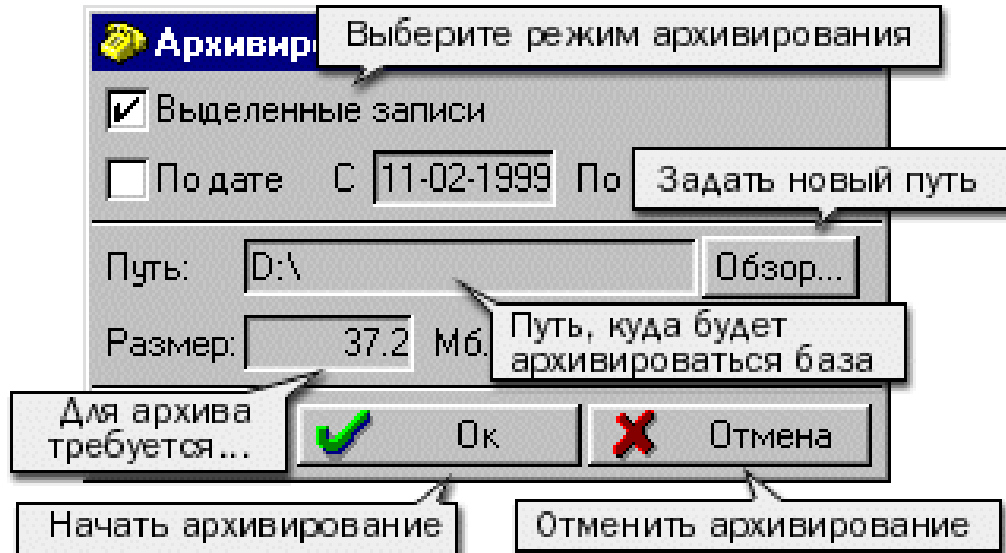 Выберите режим архивирования
Выделенные записи
По дате С 11-02-1999 По
Задать новый путь
Путь: D:\ Обзор...
Размер: 37.2 Мб.
Путь, куда будет
архивироваться база
Для архива
требуется...
Ок Отмена
Начать архивирование
Отменить архивирование